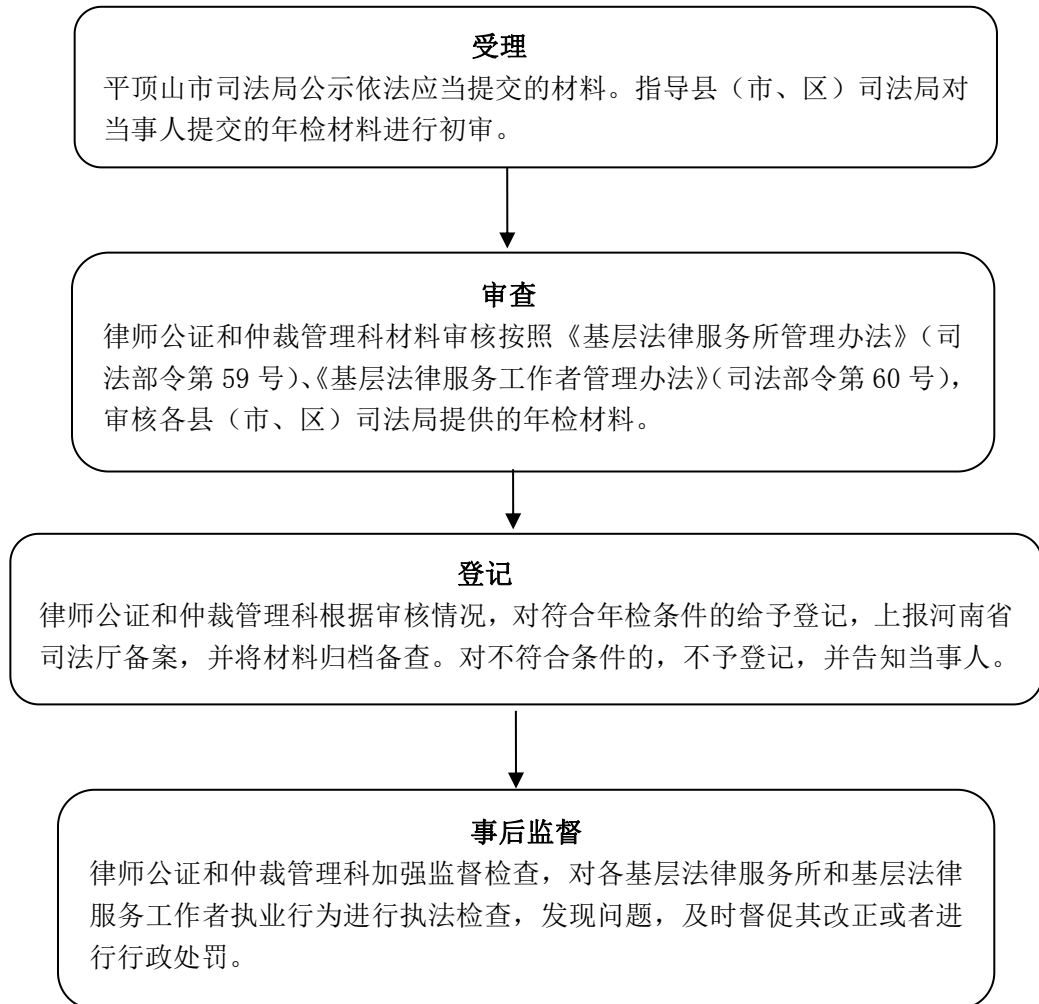 受理
平顶山市司法局公示依法应当提交的材料。指导县（市、区）司法局对
当事人提交的年检材料进行初审。
审查
律师公证和仲裁管理科材料审核按照《基层法律服务所管理办法》（司
法部令第 59 号）、《基层法律服务工作者管理办法》（司法部令第 60 号），
审核各县（市、区）司法局提供的年检材料。
登记
律师公证和仲裁管理科根据审核情况，对符合年检条件的给予登记，上报河南省
司法厅备案，并将材料归档备查。对不符合条件的，不予登记，并告知当事人。
事后监督
律师公证和仲裁管理科加强监督检查，对各基层法律服务所和基层法律
服务工作者执业行为进行执法检查，发现问题，及时督促其改正或者进
行行政处罚。